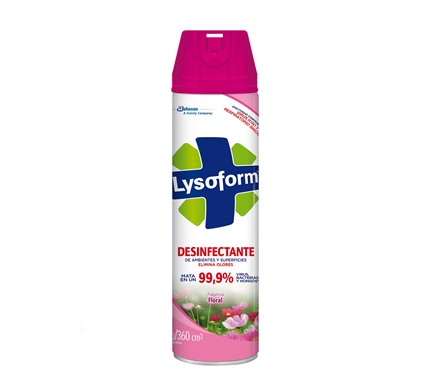 Johnson
A Family Company
Lysoform
DESINFECTANTE
DE AMBIENTES Y SUPERFICIES
ELIMINA OLORES
MATA
EN UN
99,9%
VIRUS,
BACTERIAS
Y HONGOS
Fragancia
Floral
/360 cm³